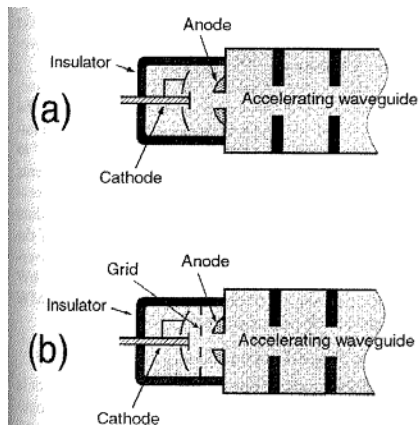 Anode
Insulator
(a)
Accelerating waveguide
Cathode
Grid
Anode
Insulator
(b)
Accelerating waveguide
Cathode